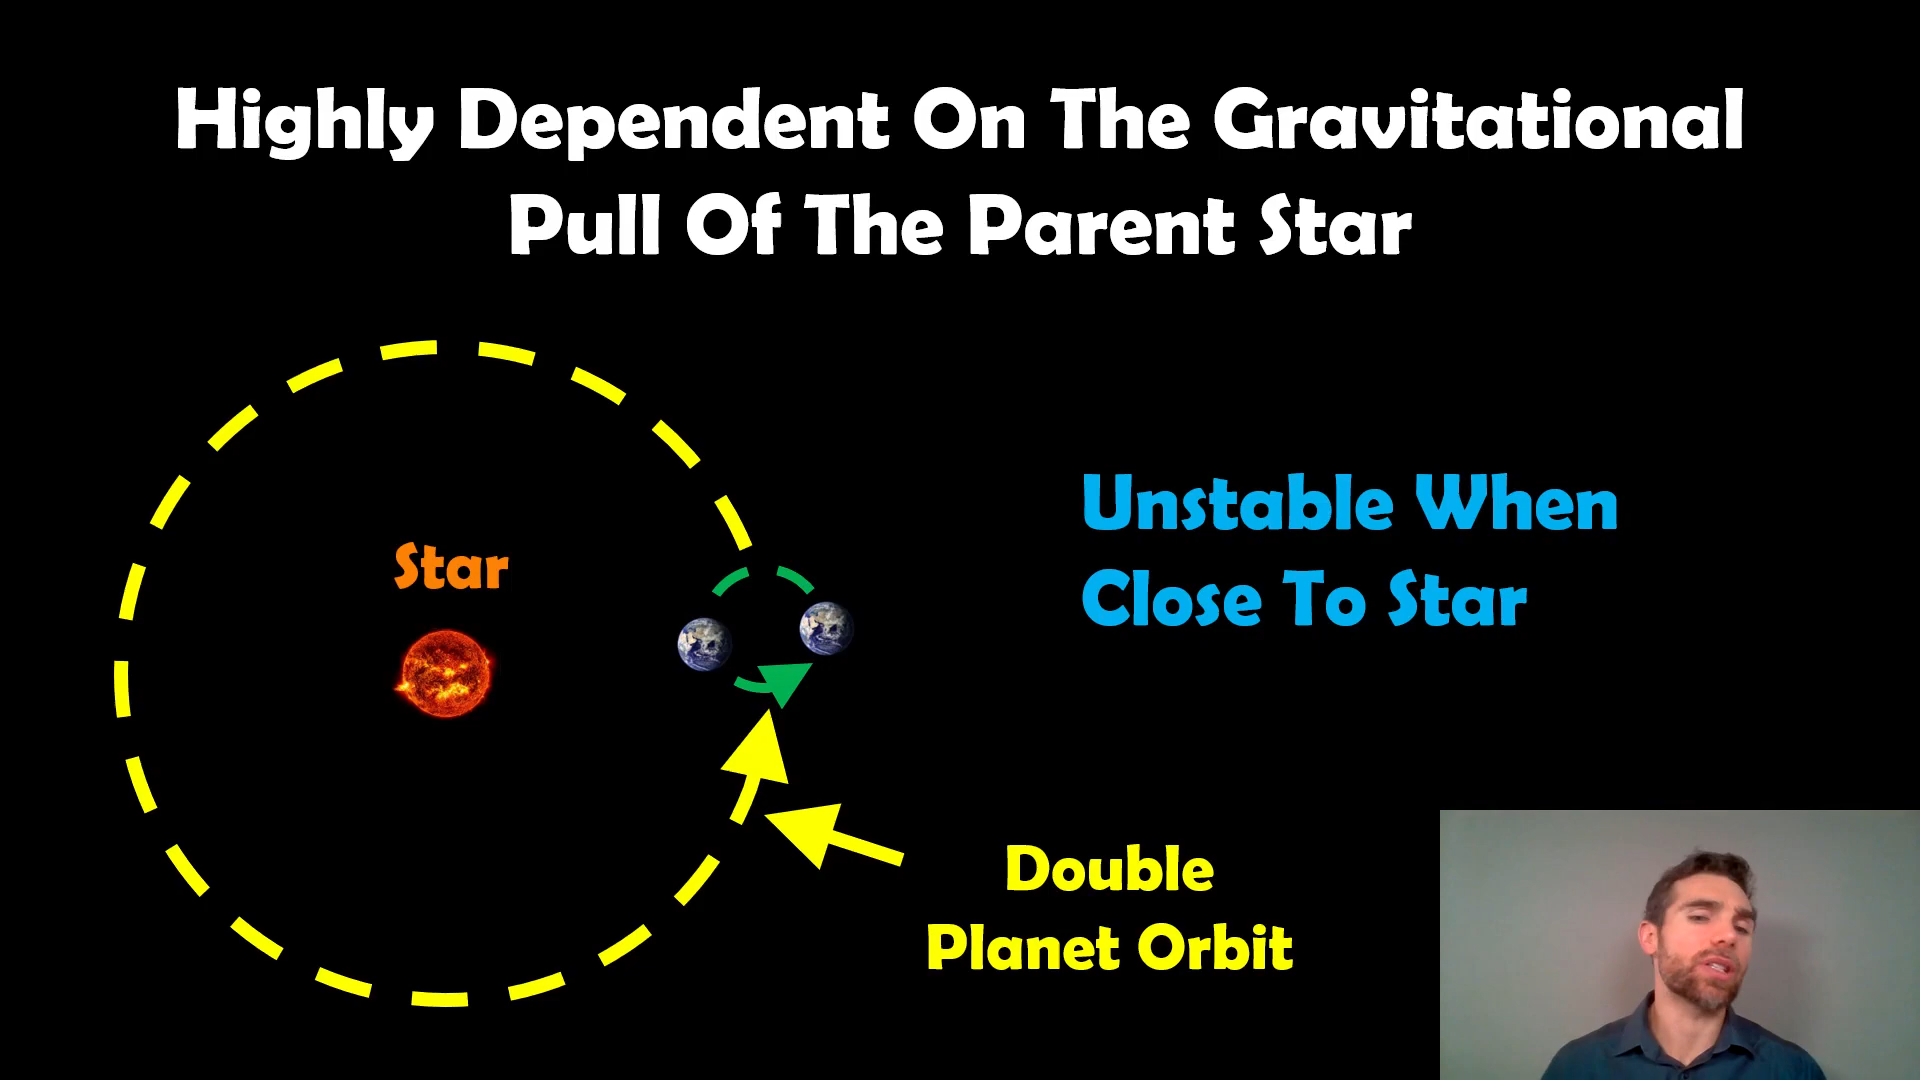 Highly Dependent On The Gravitational
Pull Of The Parent Star
Star
Unstable When
Close To Star
Double
Planet Orbit